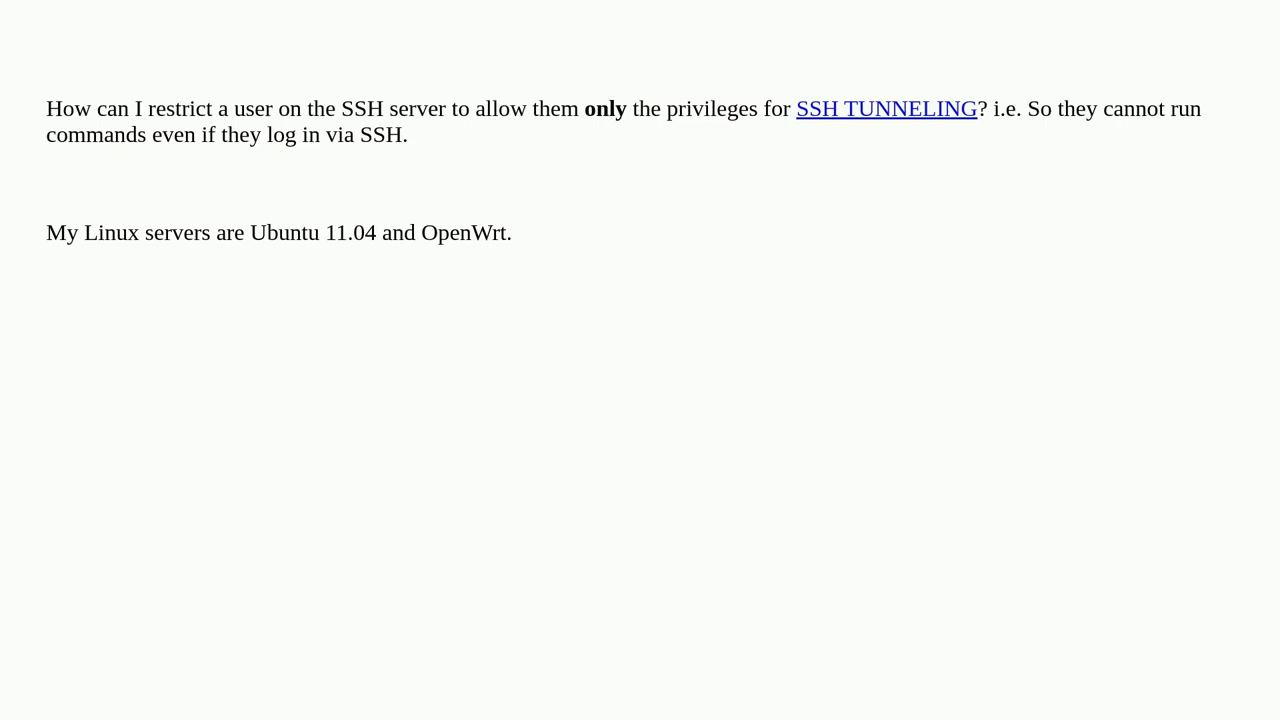 How can I restrict a user on the SSH server to allow them only the privileges for SSH TUNNELING? i.e. So they cannot run
commands even if they log in via SSH.
My Linux servers are Ubuntu 11.04 and OpenWrt.